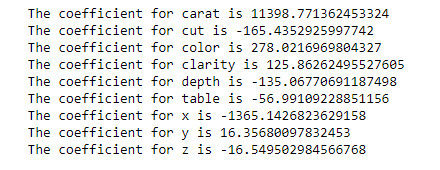 The coefficient for carat is 11398.771362453324
The coefficient for cut is -165.4352925997742
The coefficient for color is 278.0216969804327
The coefficient for clarity is 125.86262495527605
The coefficient for depth is -135.06770691187498
The coefficient for table is -56.99109228851156
The coefficient for x is -1365.1426823629158
The coefficient for y is 16.35680097832453
The coefficient for z is -16.549502984566768